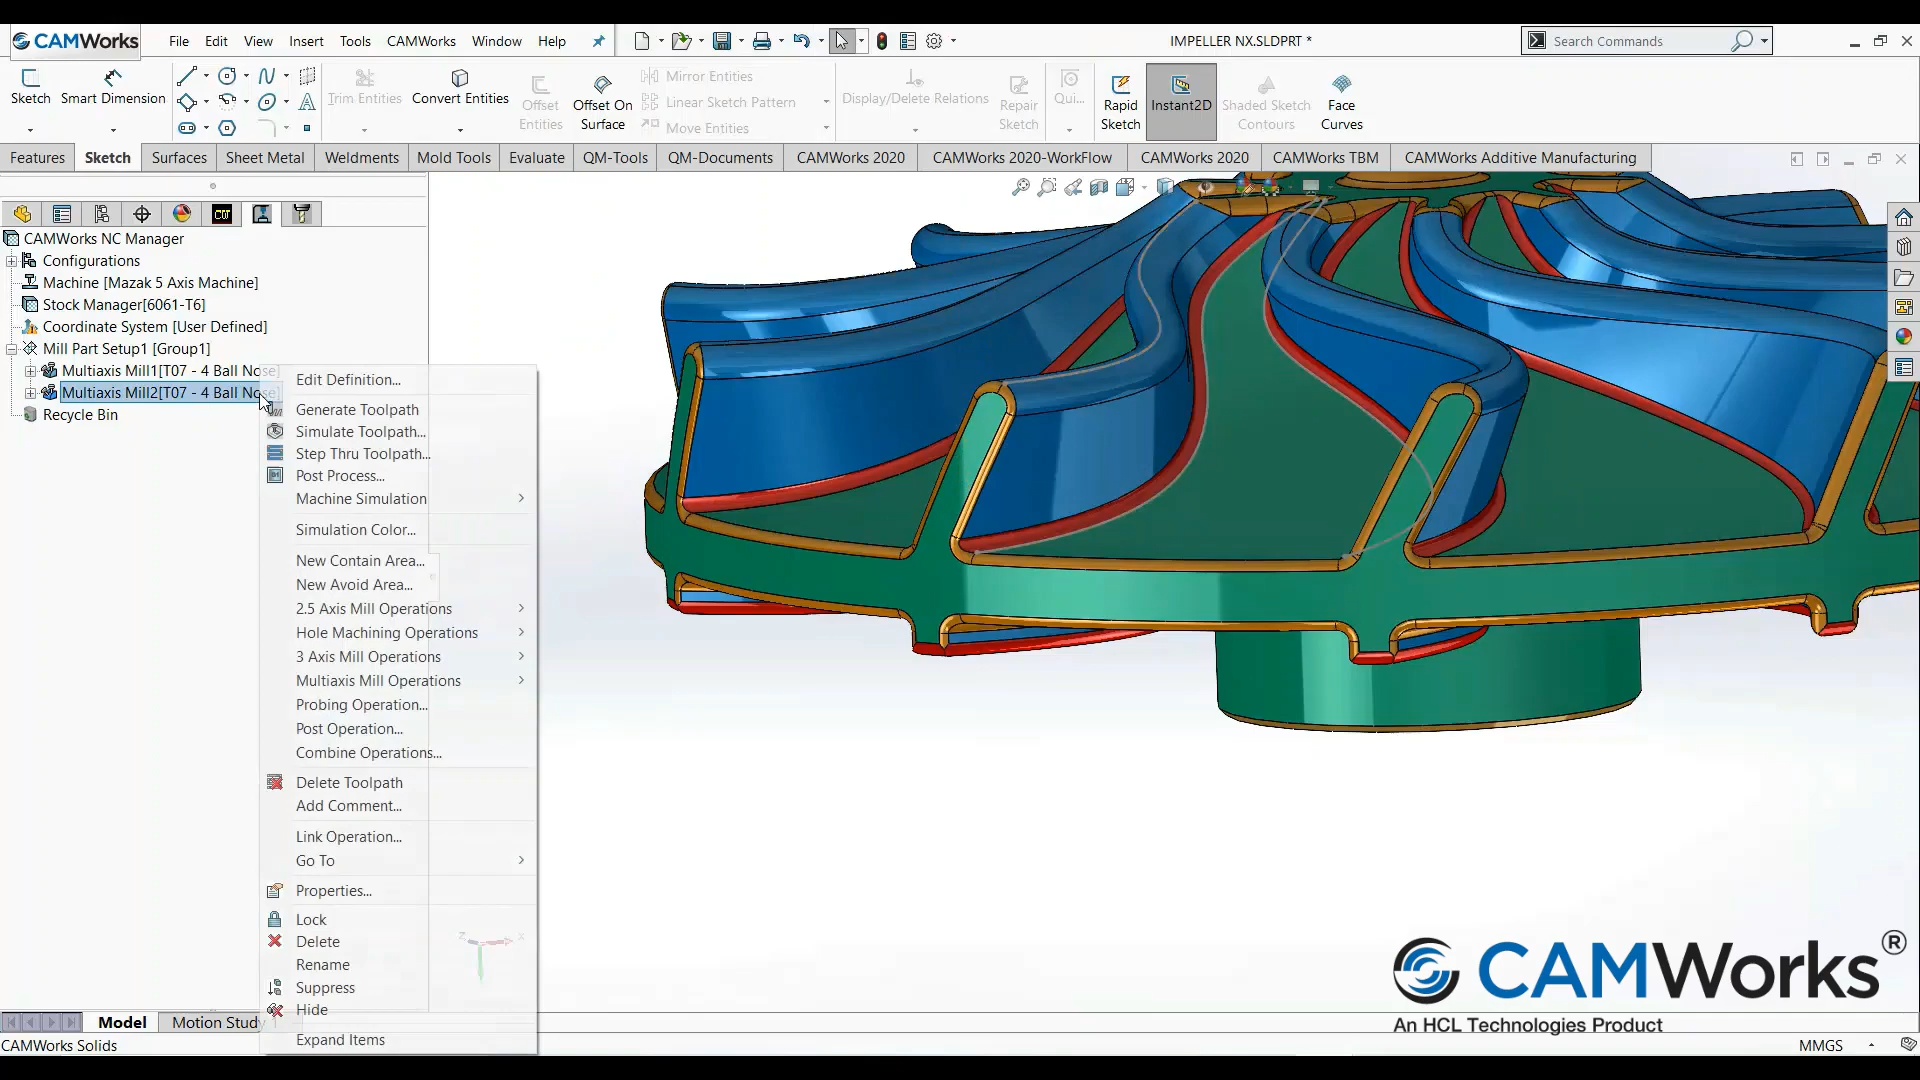 CAMWorks File Edit View Insert Tools CAMWorks Window Help IMPELLER NX.SLDPRT * Search Commands
Sketch Smart Dimension Trim Entities Convert Entities Offset Entities Offset On Surface Mirror Entities Linear Sketch Pattern Move Entities Display/Delete Relations Repair Sketch Qui... Rapid Sketch Instant2D Shaded Sketch Contours Face Curves
Features Sketch Surfaces Sheet Metal Weldments Mold Tools Evaluate QM-Tools QM-Documents CAMWorks 2020 CAMWorks 2020-WorkFlow CAMWorks 2020 CAMWorks TBM CAMWorks Additive Manufacturing
CAMWorks NC Manager
Configurations
Machine [Mazak 5 Axis Machine]
Stock Manager[6061-T6]
Coordinate System [User Defined]
Mill Part Setup1 [Group1]
Multiaxis Mill1[T07 - 4 Ball Nose]
Multiaxis Mill2[T07 - 4 Ball Nose]
Recycle Bin
Edit Definition...
Generate Toolpath
Simulate Toolpath...
Step Thru Toolpath...
Post Process...
Machine Simulation
Simulation Color...
New Contain Area...
New Avoid Area...
2.5 Axis Mill Operations
Hole Machining Operations
3 Axis Mill Operations
Multiaxis Mill Operations
Probing Operation...
Post Operation...
Combine Operations...
Delete Toolpath
Add Comment...
Link Operation...
Go To
Properties...
Lock
Delete
Rename
Suppress
Hide
Expand Items
Z X
CAMWorks ®
An HCL Technologies Product
Model Motion Study 1
CAMWorks Solids MMGS